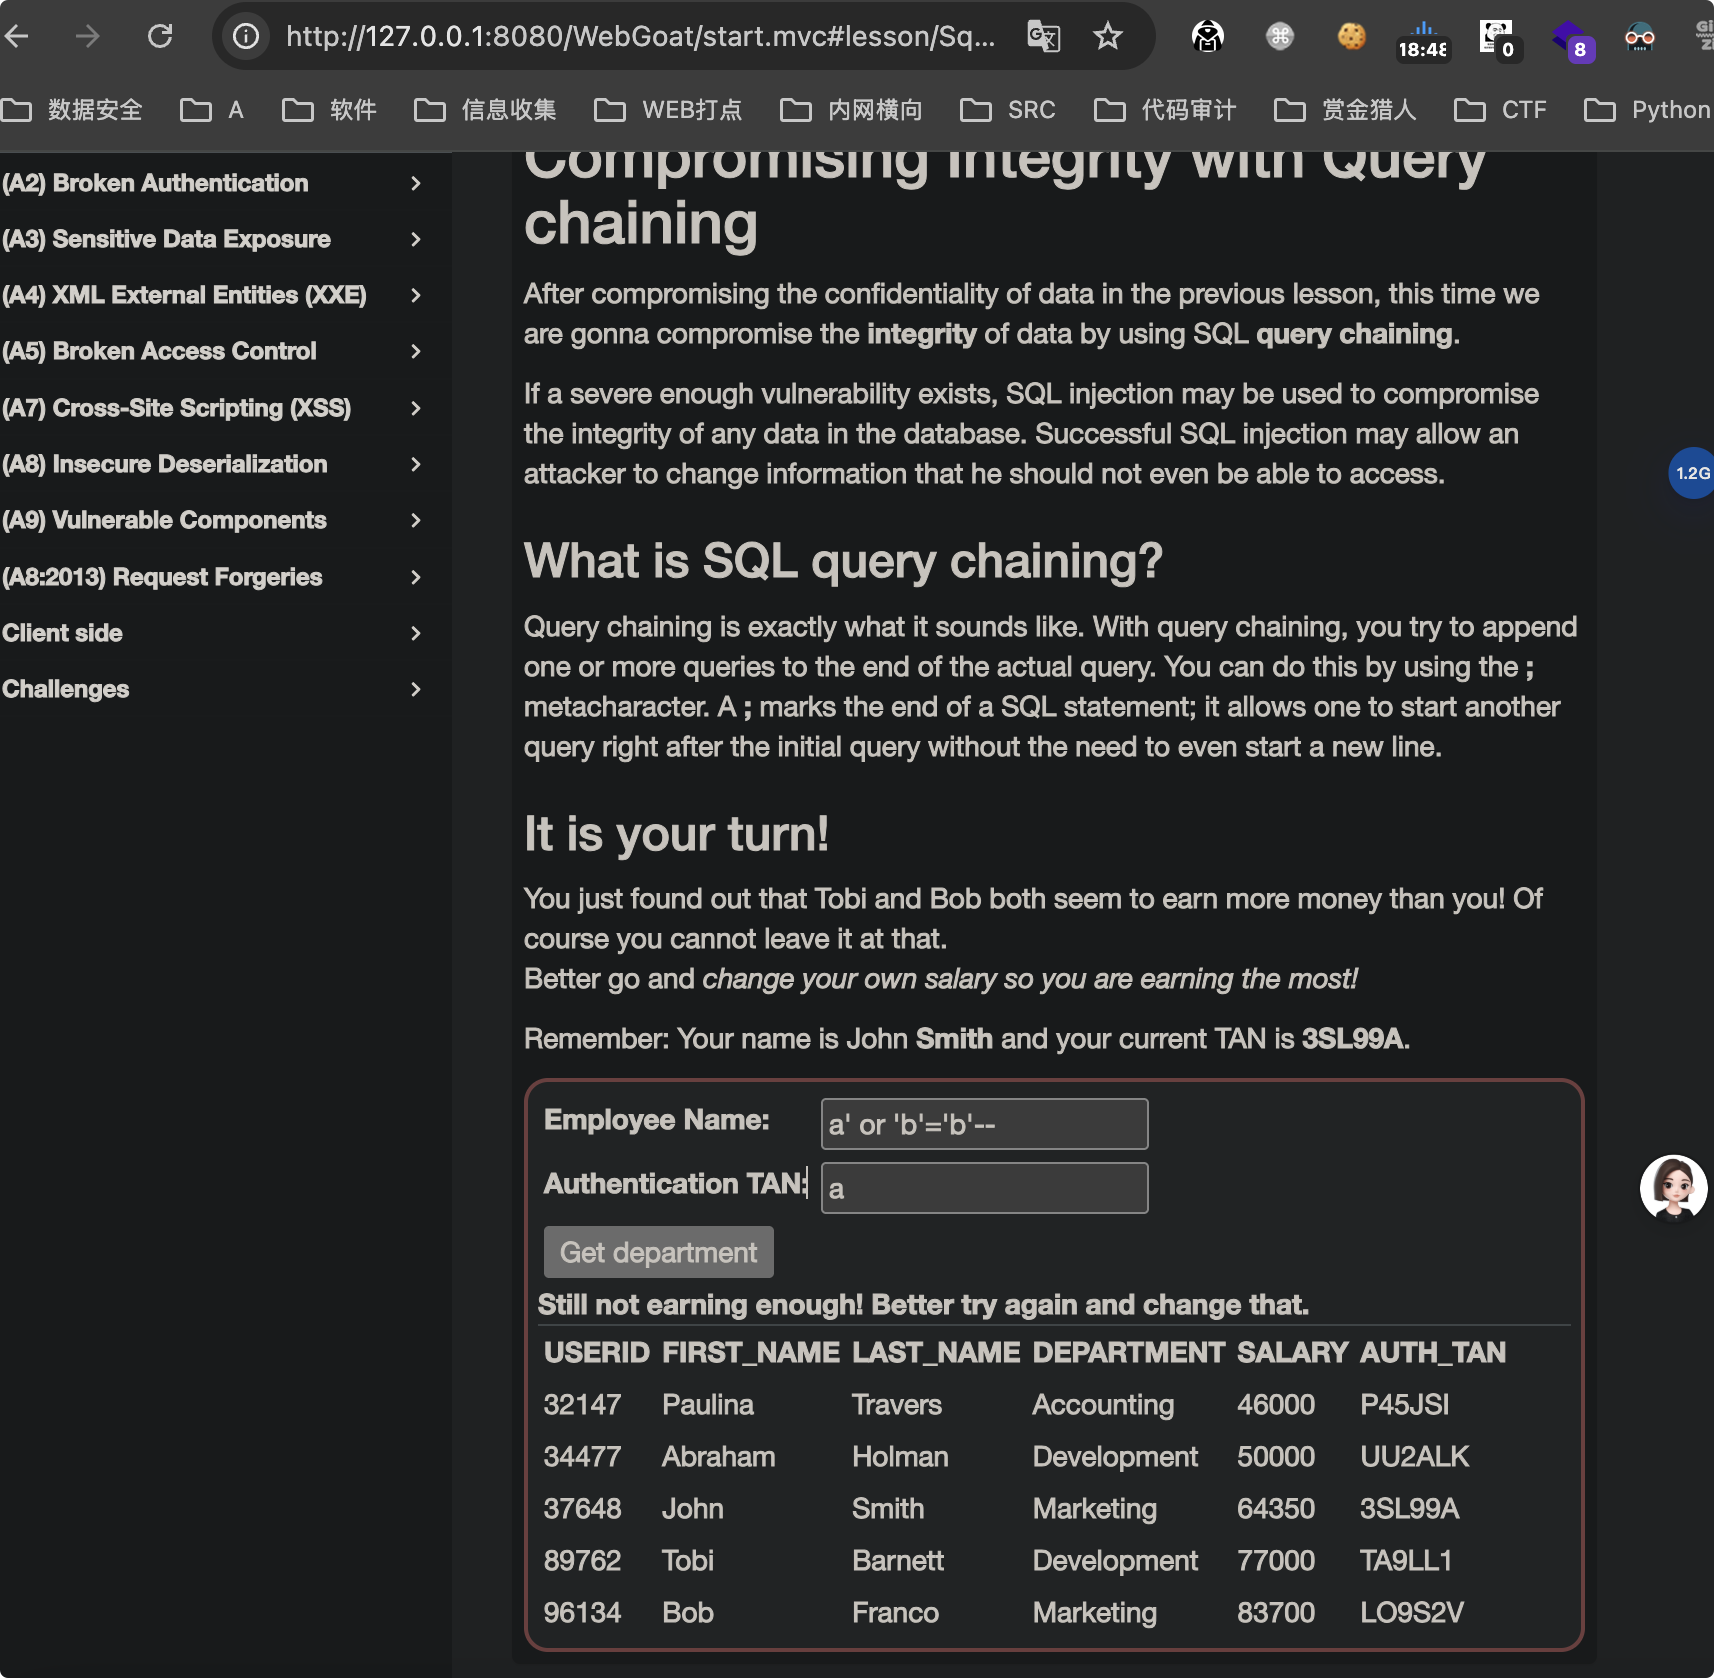 http://127.0.0.1:8080/WebGoat/start.mvc#lesson/Sq...
18:48
0
8
数据安全
A
软件
信息收集
WEB打点
内网横向
SRC
代码审计
赏金猎人
CTF
Python
(A2) Broken Authentication
(A3) Sensitive Data Exposure
(A4) XML External Entities (XXE)
(A5) Broken Access Control
(A7) Cross-Site Scripting (XSS)
(A8) Insecure Deserialization
(A9) Vulnerable Components
(A8:2013) Request Forgeries
Client side
Challenges
Compromising Integrity with Query
chaining
After compromising the confidentiality of data in the previous lesson, this time we
are gonna compromise the integrity of data by using SQL query chaining.
If a severe enough vulnerability exists, SQL injection may be used to compromise
the integrity of any data in the database. Successful SQL injection may allow an
attacker to change information that he should not even be able to access.
What is SQL query chaining?
Query chaining is exactly what it sounds like. With query chaining, you try to append
one or more queries to the end of the actual query. You can do this by using the ;
metacharacter. A ; marks the end of a SQL statement; it allows one to start another
query right after the initial query without the need to even start a new line.
It is your turn!
You just found out that Tobi and Bob both seem to earn more money than you! Of
course you cannot leave it at that.
Better go and change your own salary so you are earning the most!
Remember: Your name is John Smith and your current TAN is 3SL99A.
Employee Name: a' or 'b'='b'--
Authentication TAN: a
Get department
Still not earning enough! Better try again and change that.
USERID FIRST_NAME LAST_NAME DEPARTMENT SALARY AUTH_TAN
32147 Paulina Travers Accounting 46000 P45JSI
34477 Abraham Holman Development 50000 UU2ALK
37648 John Smith Marketing 64350 3SL99A
89762 Tobi Barnett Development 77000 TA9LL1
96134 Bob Franco Marketing 83700 LO9S2V
1.2G